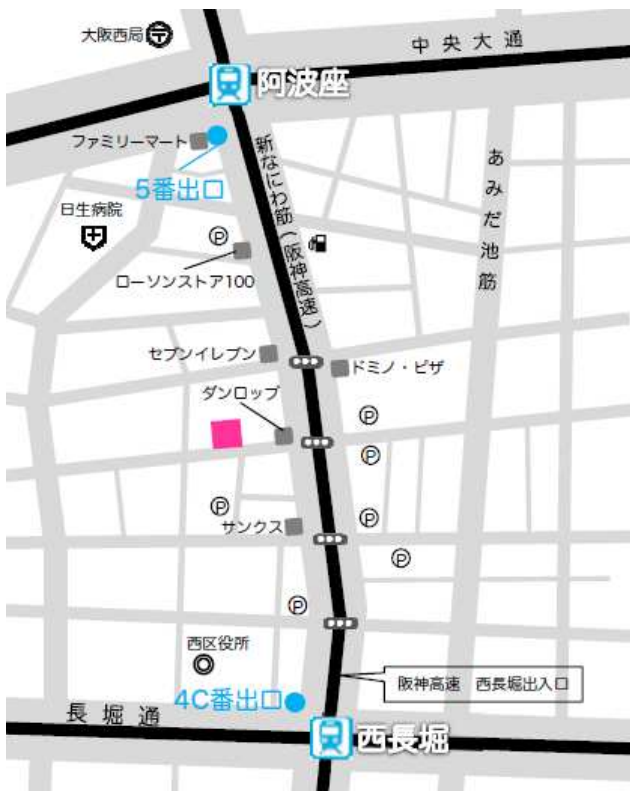 大阪西局
中央大通
阿波座
ファミリーマート
5番出口
新なにわ筋(阪神高速)
あみだ池筋
日生病院
P
ローソンストア100
セブンイレブン
ドミノ・ピザ
ダンロップ
P
P
P
P
サンクス
P
P
西区役所
阪神高速 西長堀出入口
4C番出口
長堀通
西長堀